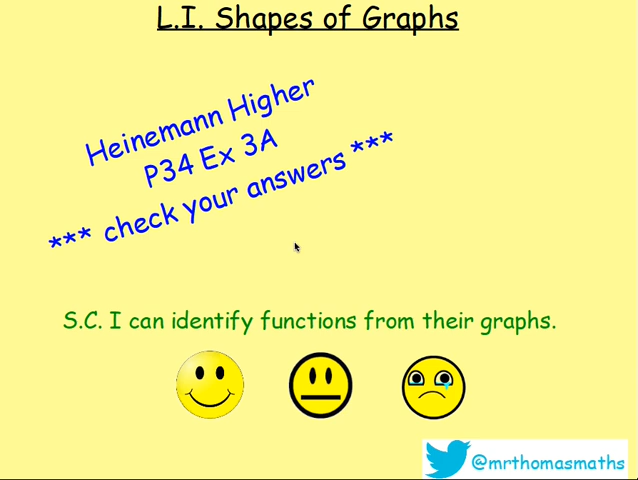 L.I. Shapes of Graphs
Heinemann Higher
P34 Ex 3A
*** check your answers ***
S.C. I can identify functions from their graphs.
@mrthomasmaths